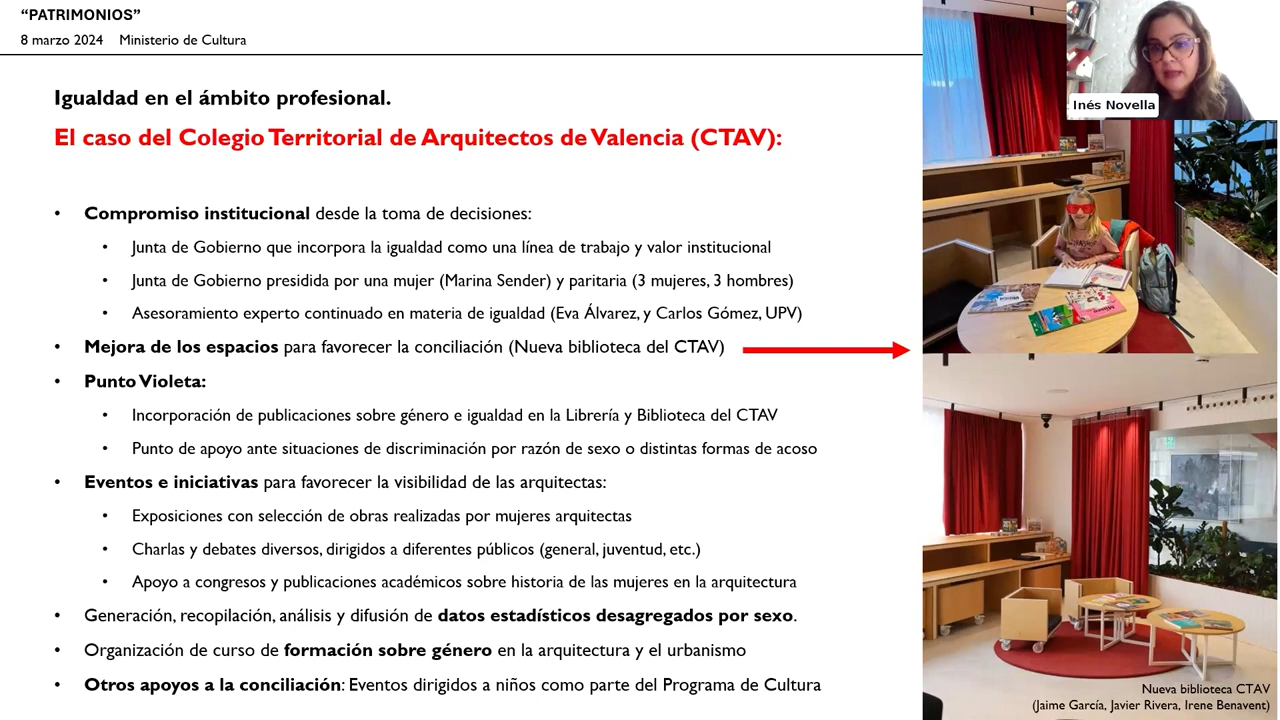 “PATRIMONIOS”
8 marzo 2024 Ministerio de Cultura
Igualdad en el ámbito profesional.
El caso del Colegio Territorial de Arquitectos de Valencia (CTAV):
• Compromiso institucional desde la toma de decisiones:
• Junta de Gobierno que incorpora la igualdad como una línea de trabajo y valor institucional
• Junta de Gobierno presidida por una mujer (Marina Sender) y paritaria (3 mujeres, 3 hombres)
• Asesoramiento experto continuado en materia de igualdad (Eva Álvarez, y Carlos Gómez, UPV)
• Mejora de los espacios para favorecer la conciliación (Nueva biblioteca del CTAV)
• Punto Violeta:
• Incorporación de publicaciones sobre género e igualdad en la Librería y Biblioteca del CTAV
• Punto de apoyo ante situaciones de discriminación por razón de sexo o distintas formas de acoso
• Eventos e iniciativas para favorecer la visibilidad de las arquitectas:
• Exposiciones con selección de obras realizadas por mujeres arquitectas
• Charlas y debates diversos, dirigidos a diferentes públicos (general, juventud, etc.)
• Apoyo a congresos y publicaciones académicos sobre historia de las mujeres en la arquitectura
• Generación, recopilación, análisis y difusión de datos estadísticos desagregados por sexo.
• Organización de curso de formación sobre género en la arquitectura y el urbanismo
• Otros apoyos a la conciliación: Eventos dirigidos a niños como parte del Programa de Cultura
Inés Novella
Nueva biblioteca CTAV
(Jaime García, Javier Rivera, Irene Benavent)